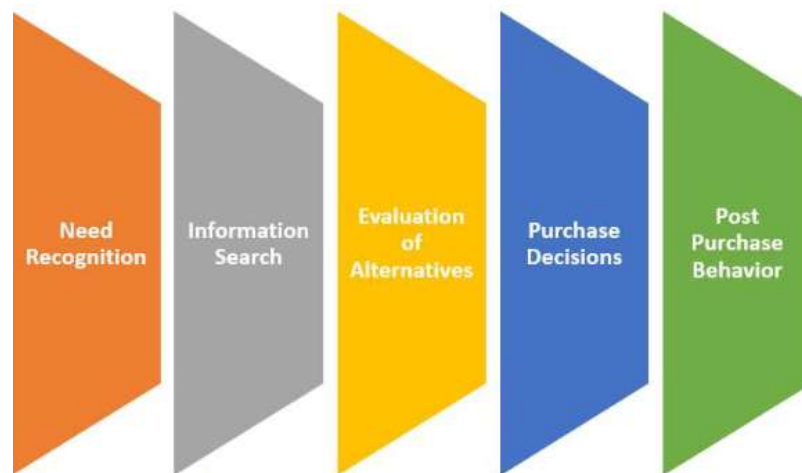 Need
Recognition
Information
Search
Evaluation
of
Alternatives
Purchase
Decisions
Post
Purchase
Behavior